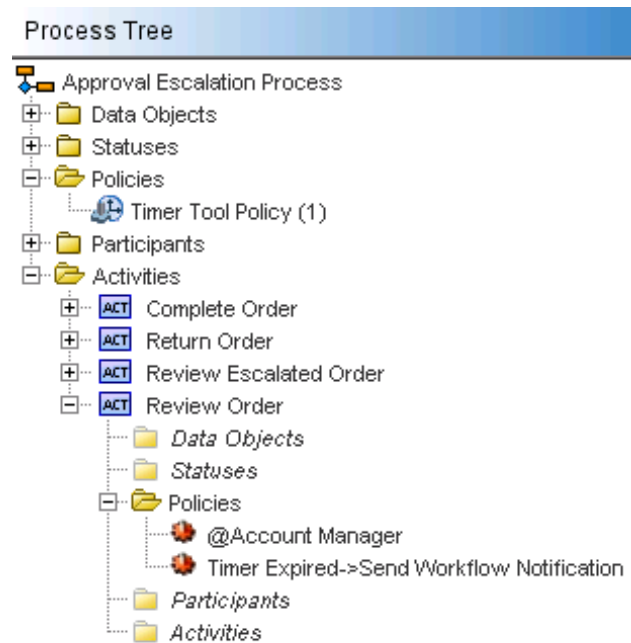 Process Tree
Approval Escalation Process
Data Objects
Statuses
Policies
Timer Tool Policy (1)
Participants
Activities
ACT Complete Order
ACT Return Order
ACT Review Escalated Order
ACT Review Order
Data Objects
Statuses
Policies
@Account Manager
Timer Expired->Send Workflow Notification
Participants
Activities